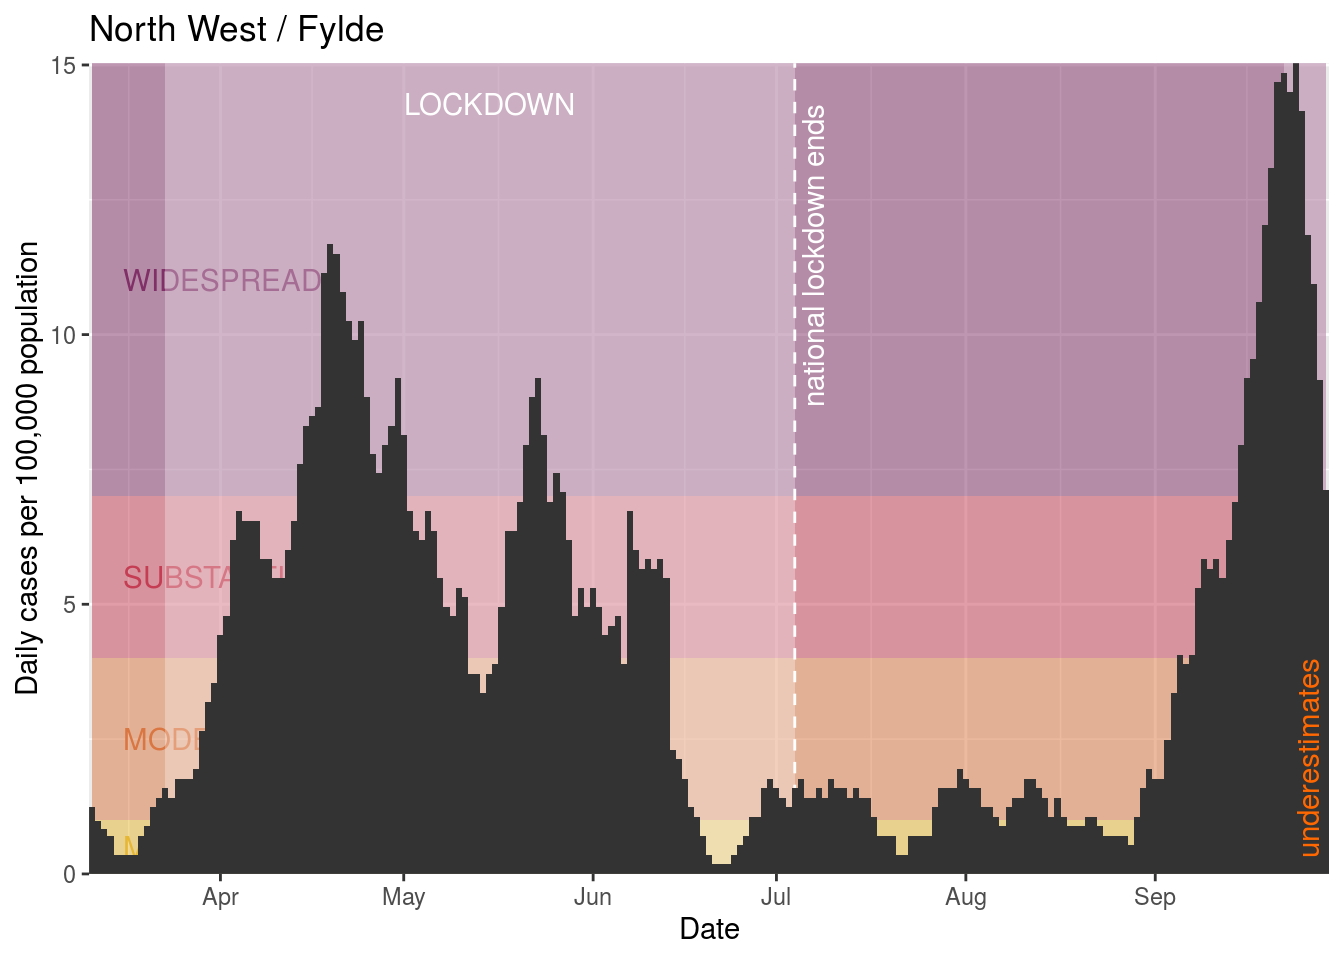 North West / Fylde
15
10
5
0
Daily cases per 100,000 population
LOCKDOWN
WIDESPREAD
national lockdown ends
underestimates
Apr
May
Jun
Jul
Aug
Sep
Date